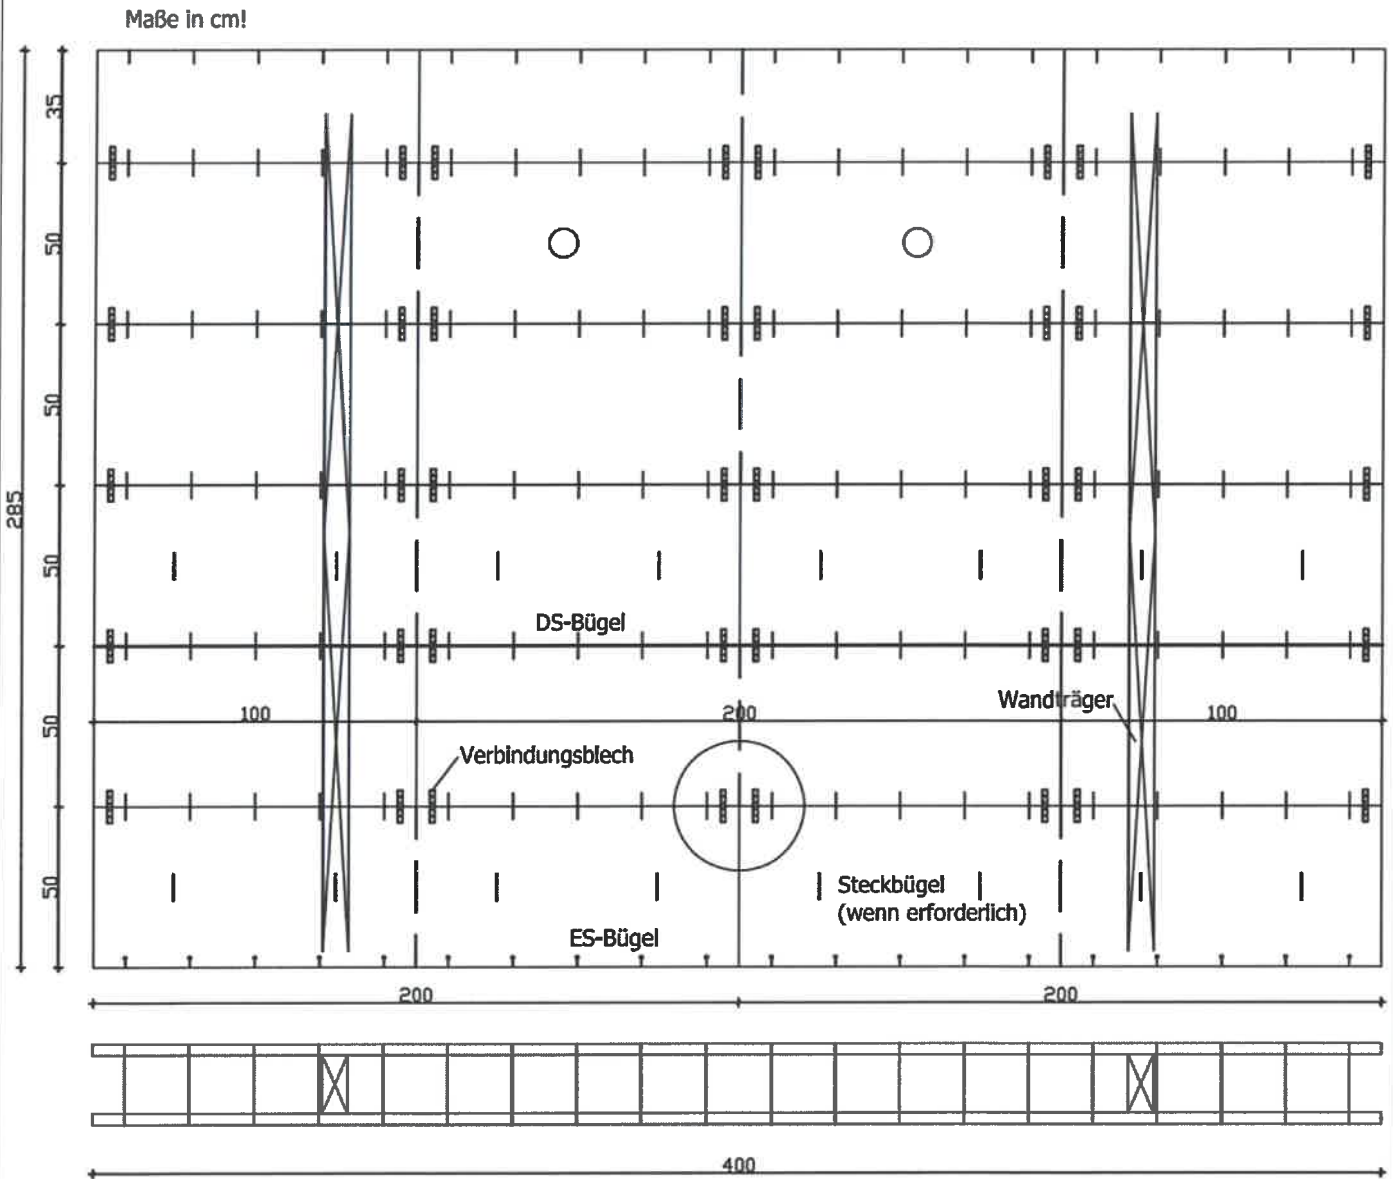 Maße in cm!
35
50
50
285
50
DS-Bügel
Wandträger
100
200
100
50
Verbindungsblech
50
Steckbügel
(wenn erforderlich)
ES-Bügel
200
200
400